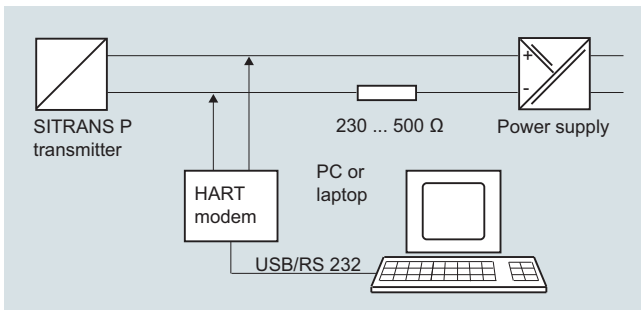 +
-
SITRANS P
transmitter
230 ... 500 Ω
Power supply
PC or
laptop
HART
modem
USB/RS 232